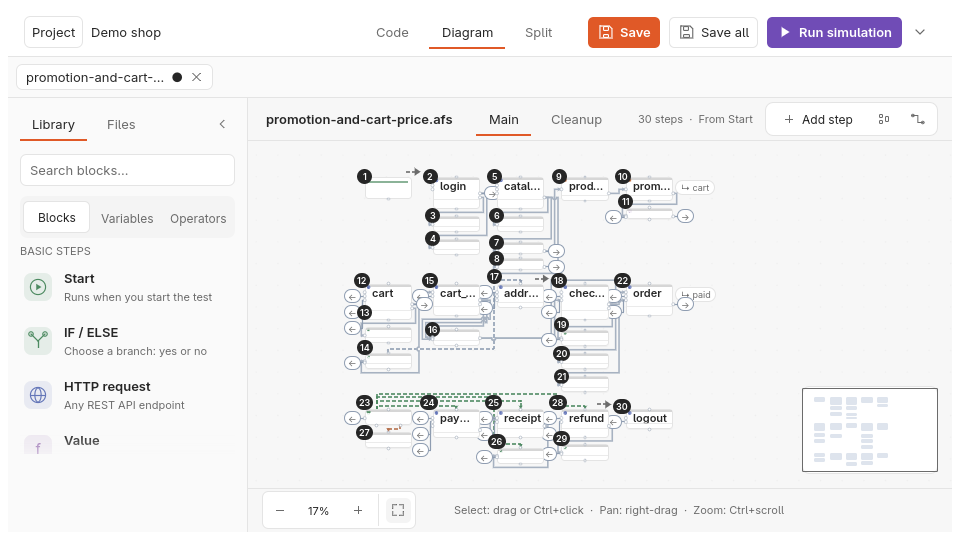 Project Demo shop Code Diagram Split Save Save all Run simulation
promotion-and-cart-...
Library Files
promotion-and-cart-price.afs Main Cleanup 30 steps · From Start Add step
Search blocks...
Blocks Variables Operators
BASIC STEPS
Start
Runs when you start the test
IF / ELSE
Choose a branch: yes or no
HTTP request
Any REST API endpoint
Value
1 2 5 9 10
login catal... prod... prom... ↳ cart
11
3 6
4 7
8
12 15 17 18 22
cart cart_... addr... chec... order ↳ paid
13
16 19
14 20
21
23 24 25 28 30
pay... receipt refund logout
27 26 29
17%
Select: drag or Ctrl+click · Pan: right-drag · Zoom: Ctrl+scroll